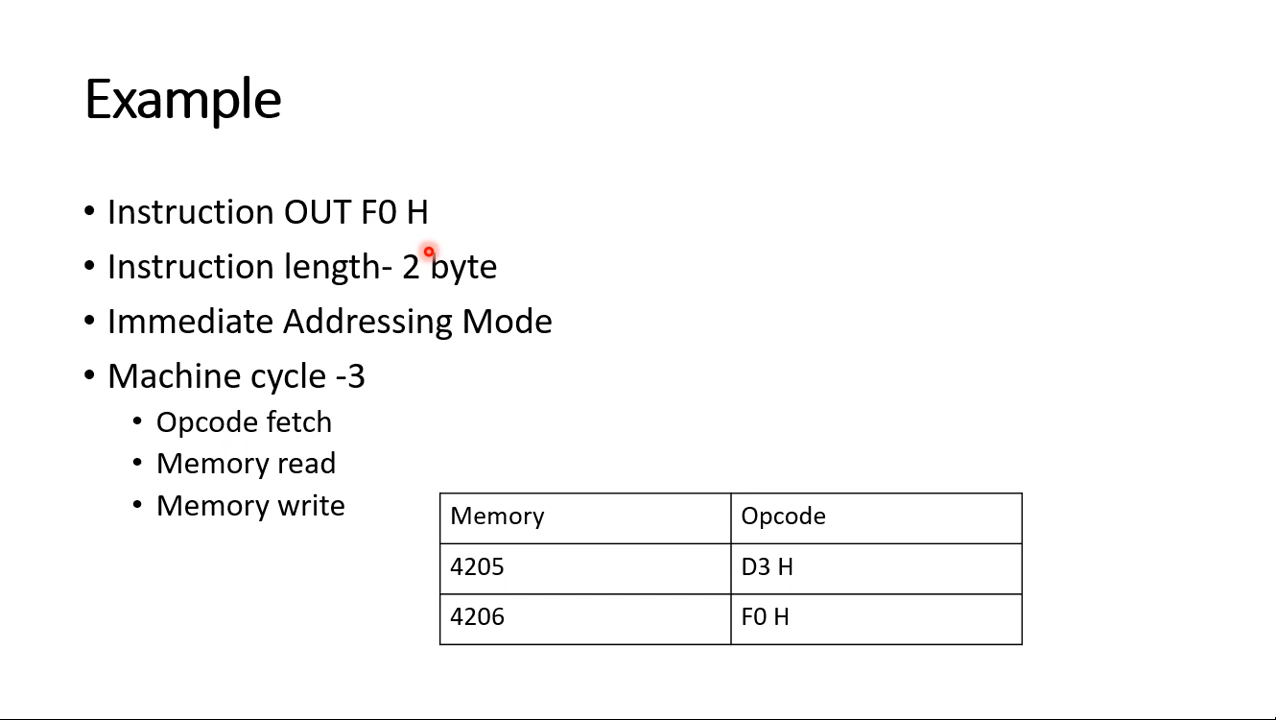 Example
• Instruction OUT F0 H
• Instruction length- 2 byte
• Immediate Addressing Mode
• Machine cycle -3
• Opcode fetch
• Memory read
• Memory write
Memory Opcode
4205 D3 H
4206 F0 H